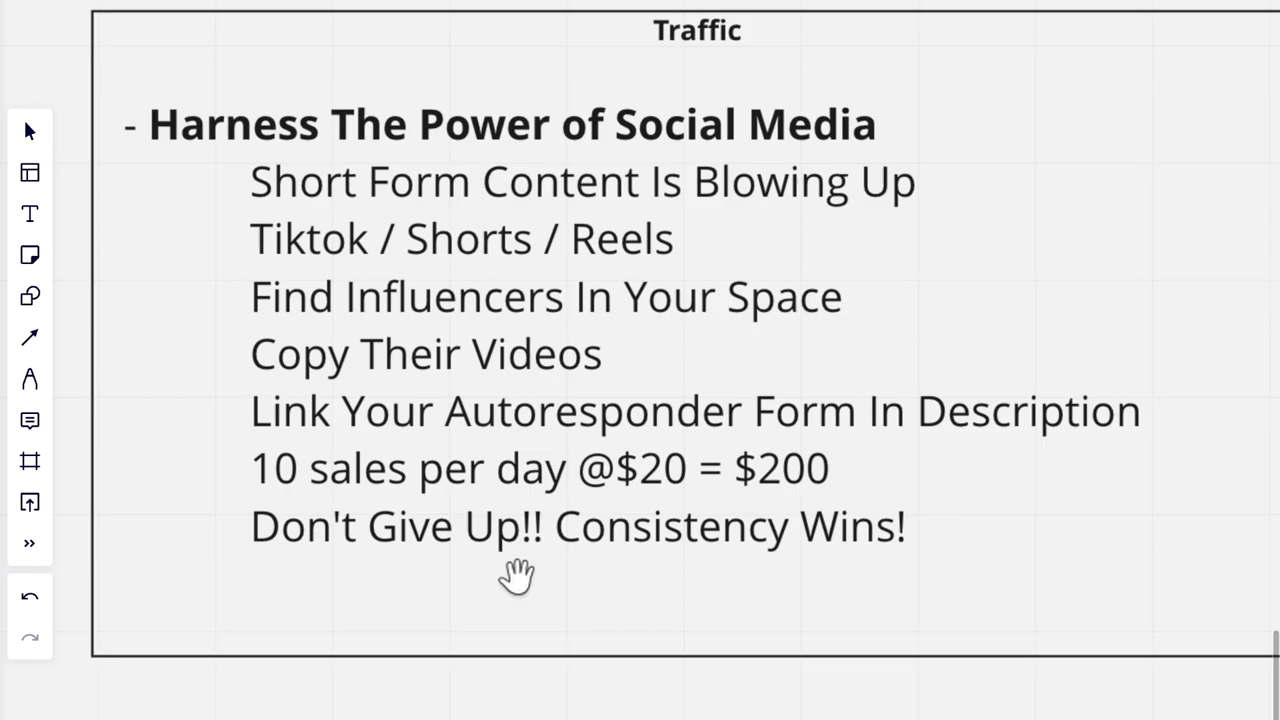 Traffic
- Harness The Power of Social Media
Short Form Content Is Blowing Up
Tiktok / Shorts / Reels
Find Influencers In Your Space
Copy Their Videos
Link Your Autoresponder Form In Description
10 sales per day @$20 = $200
Don't Give Up!! Consistency Wins!